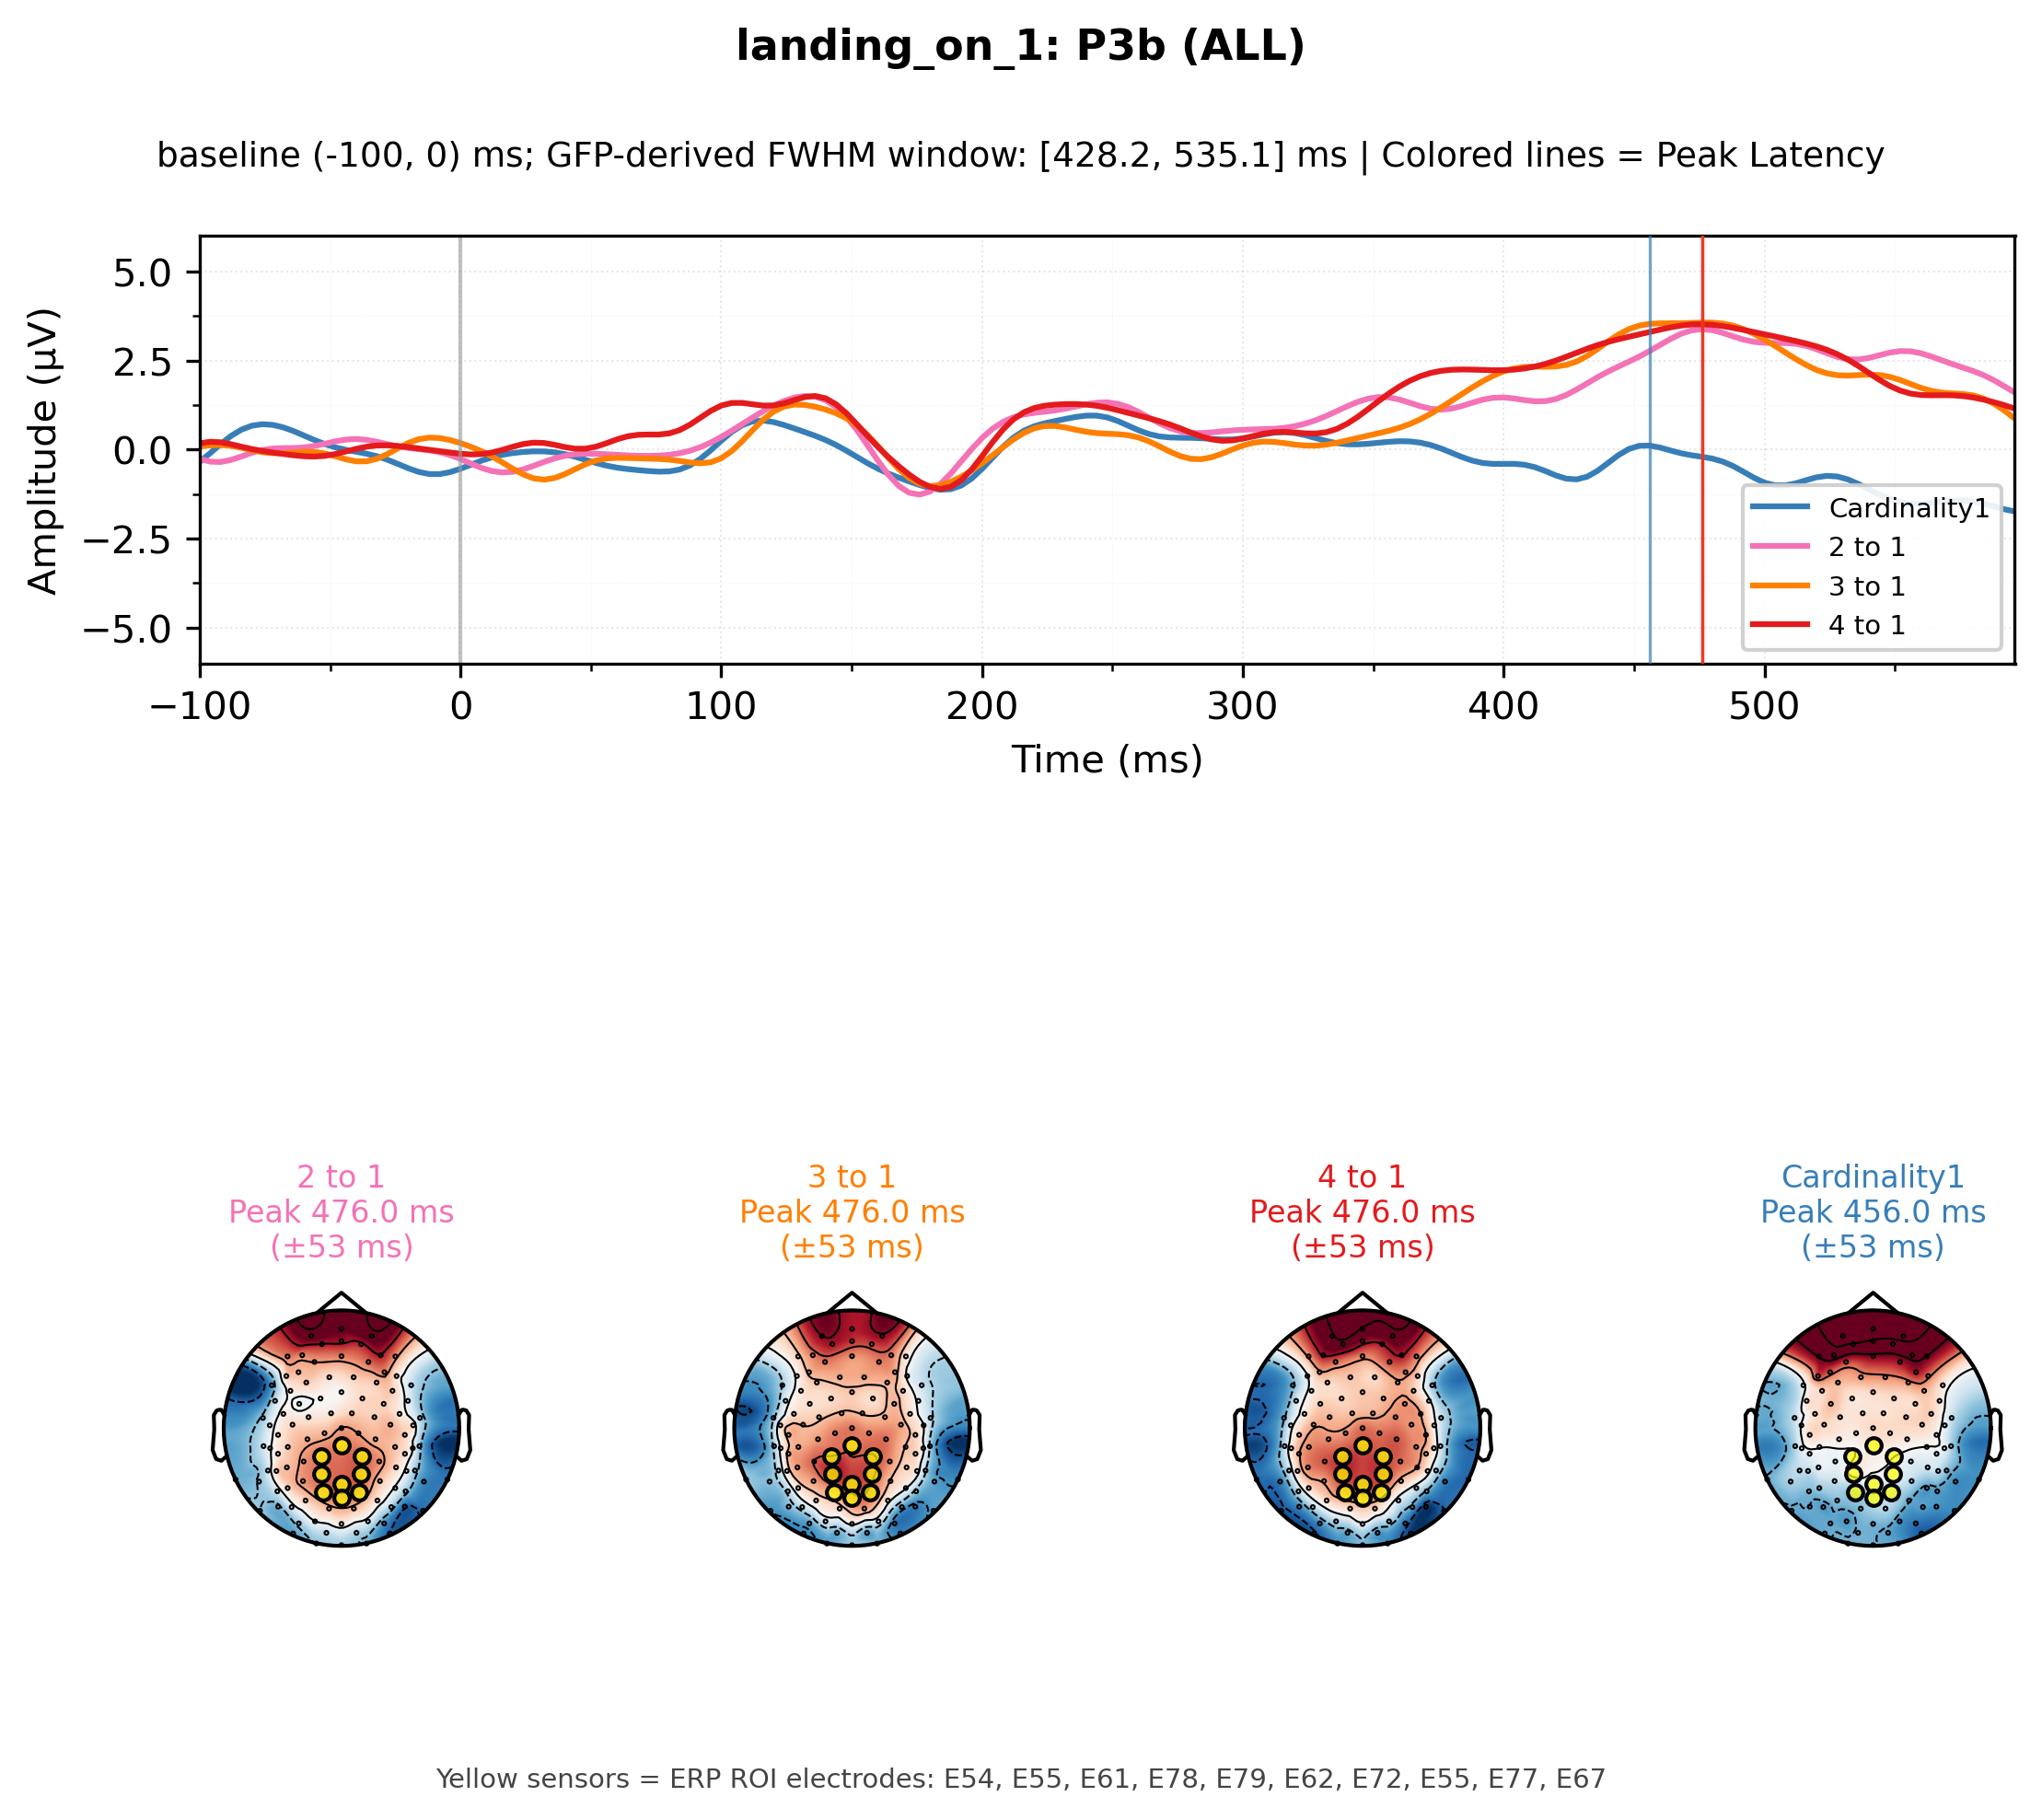 landing_on_1: P3b (ALL)
baseline (-100, 0) ms; GFP-derived FWHM window: [428.2, 535.1] ms | Colored lines = Peak Latency
Amplitude (µV)
5.0
2.5
0.0
−2.5
−5.0
Cardinality1
2 to 1
3 to 1
4 to 1
−100
0
100
200
300
400
500
Time (ms)
2 to 1
Peak 476.0 ms
(±53 ms)
3 to 1
Peak 476.0 ms
(±53 ms)
4 to 1
Peak 476.0 ms
(±53 ms)
Cardinality1
Peak 456.0 ms
(±53 ms)
Yellow sensors = ERP ROI electrodes: E54, E55, E61, E78, E79, E62, E72, E55, E77, E67